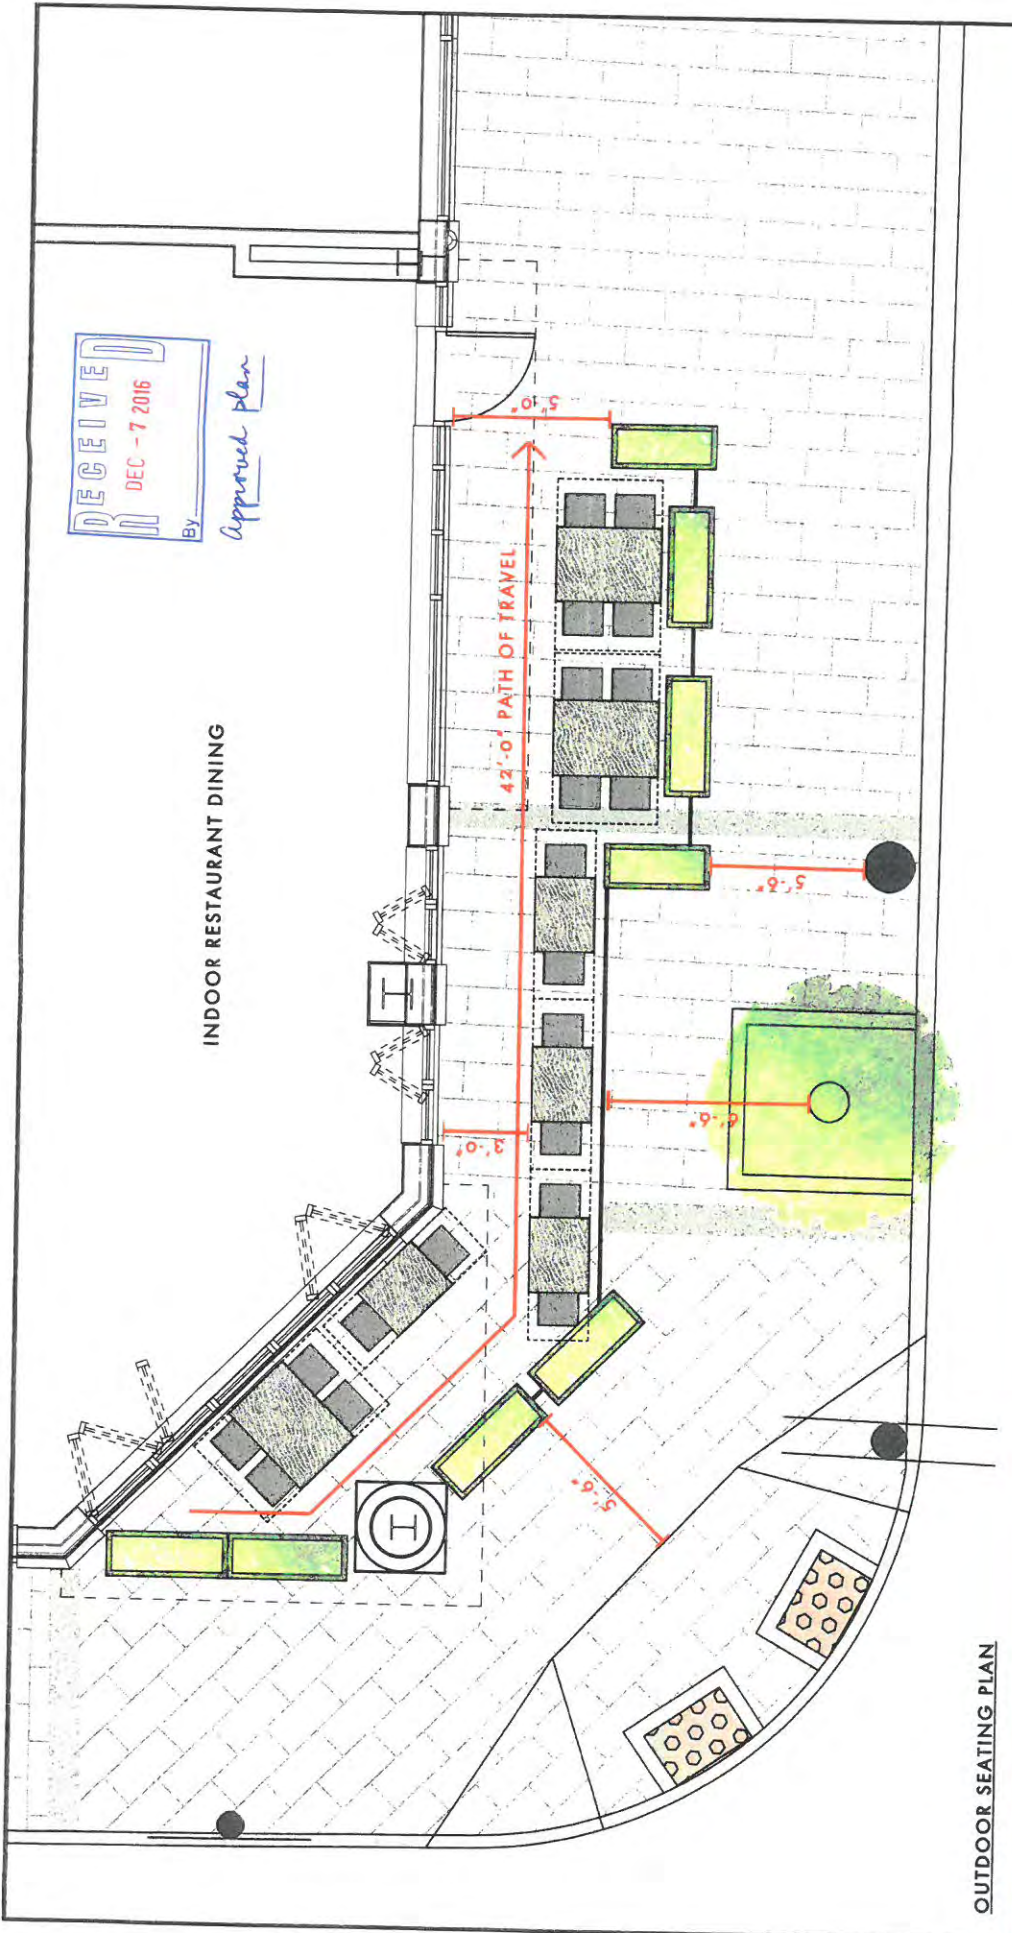 RECEIVED
DEC - 7 2016
By
Approved plan
INDOOR RESTAURANT DINING
42'-0" PATH OF TRAVEL
5'-0"
3'-0"
5'-6"
6'-6"
5'-6"
OUTDOOR SEATING PLAN